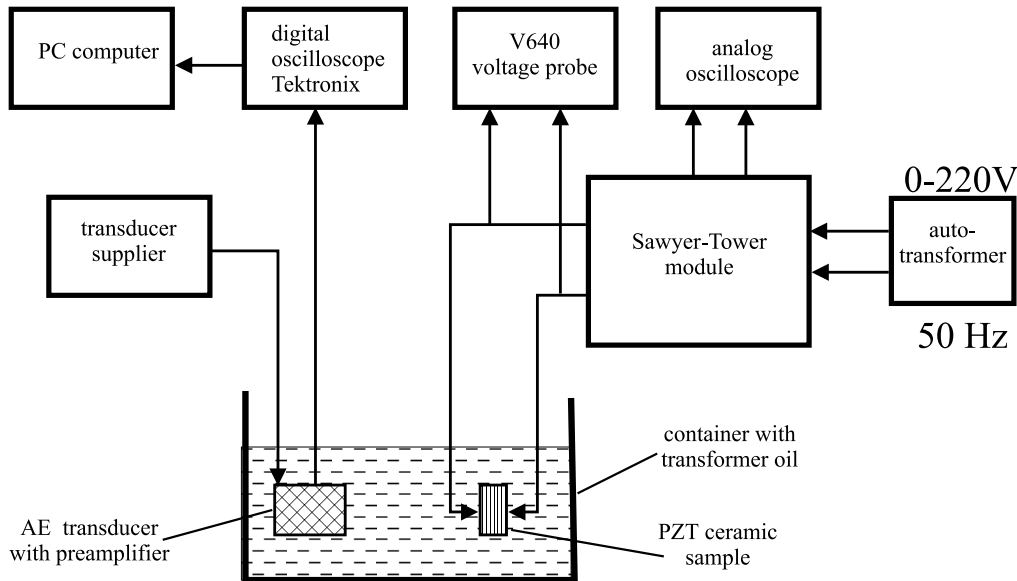 PC computer
digital
oscilloscope
Tektronix
V640
voltage probe
analog
oscilloscope
transducer
supplier
Sawyer-Tower
module
0-220V
auto-
transformer
50 Hz
container with
transformer oil
AE transducer
with preamplifier
PZT ceramic
sample